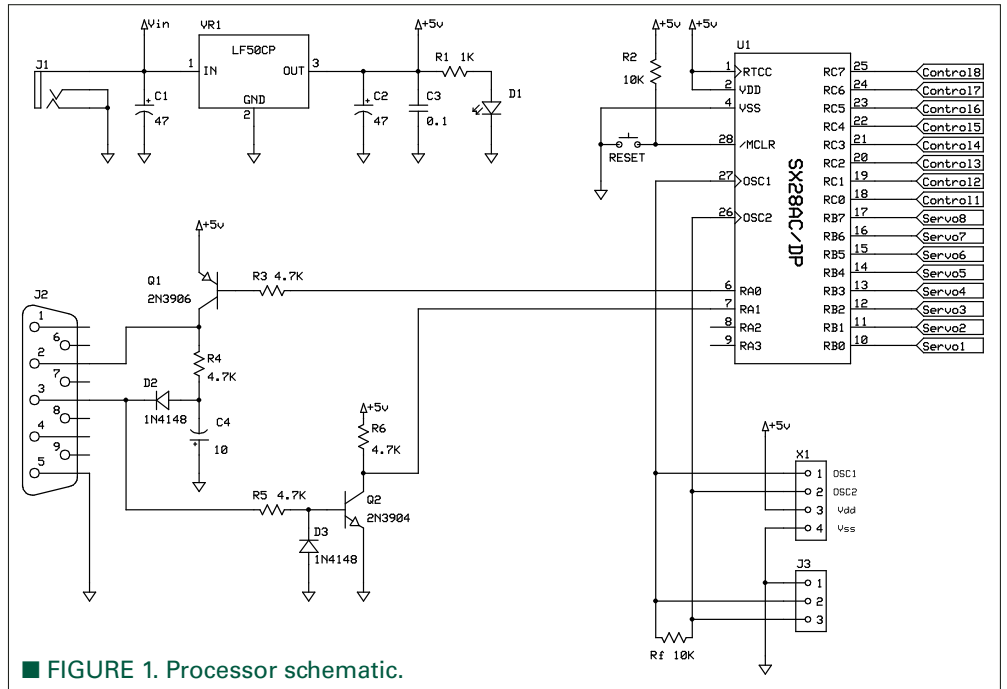 Vin
VR1
+5v
+5v
+5v
U1
J1
1 IN
LF50CP
OUT 3
GND
2
C1
47
C2
47
C3
0.1
R1 1K
D1
R2
10K
RESET
1 RTCC
2 VDD
4 VSS
28 /MCLR
27 OSC1
26 OSC2
6 RA0
7 RA1
8 RA2
9 RA3
SX28AC/DP
RC7 25 Control8
RC6 24 Control7
RC5 23 Control6
RC4 22 Control5
RC3 21 Control4
RC2 20 Control3
RC1 19 Control2
RC0 18 Control1
RB7 17 Servo8
RB6 16 Servo7
RB5 15 Servo6
RB4 14 Servo5
RB3 13 Servo4
RB2 12 Servo3
RB1 11 Servo2
RB0 10 Servo1
+5v
Q1
2N3906
R3 4.7K
J2
1
6
2
7
3
8
4
9
5
R4
4.7K
D2
1N4148
C4
10
+5v
R6
4.7K
R5 4.7K
Q2
2N3904
D3
1N4148
+5v
X1
1 OSC1
2 OSC2
3 Vdd
4 Vss
J3
1
2
3
Rf 10K
■ FIGURE 1. Processor schematic.